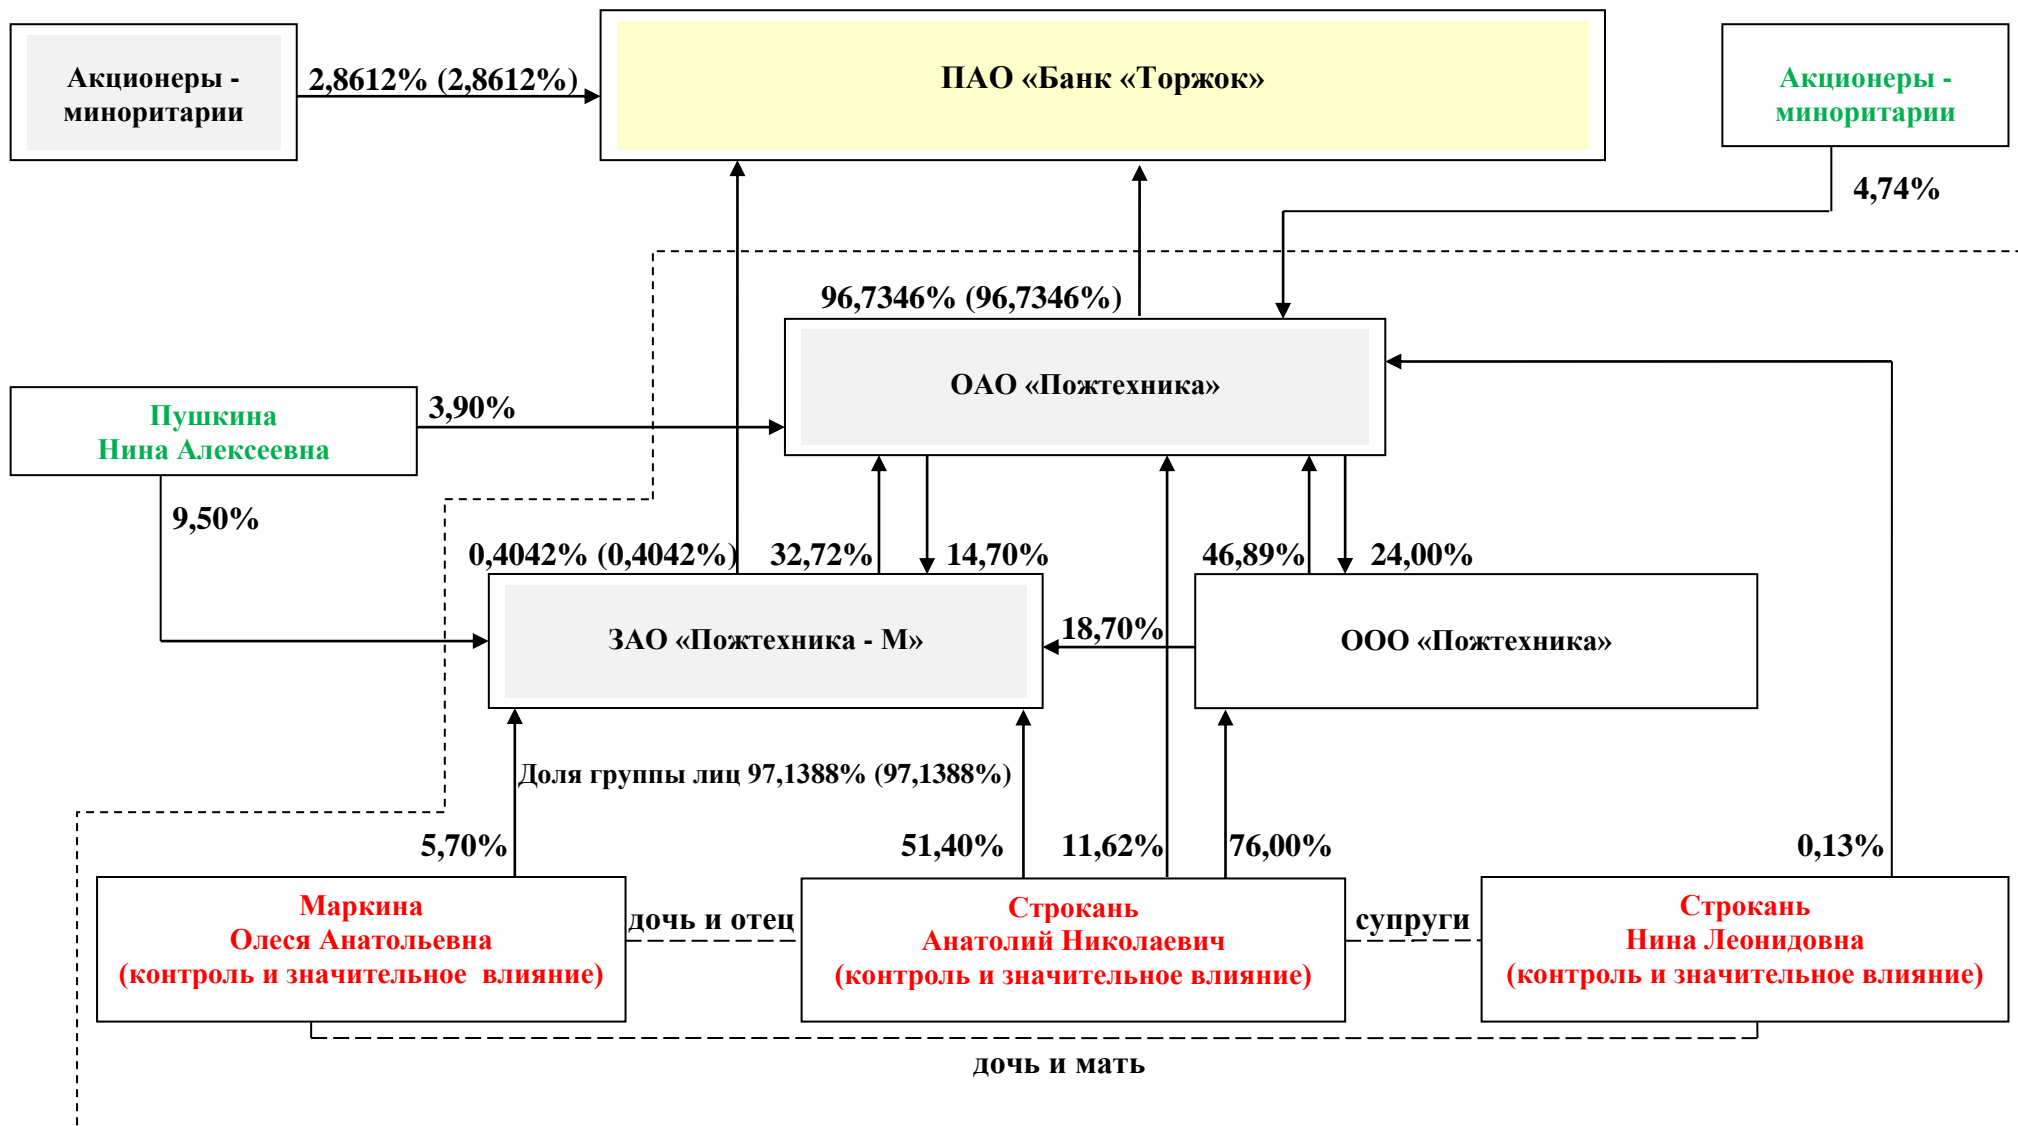 Акционеры -
миноритарии
2,8612% (2,8612%)
ПАО «Банк «Торжок»
Акционеры -
миноритарии
4,74%
96,7346% (96,7346%)
ОАО «Пожтехника»
Пушкина
Нина Алексеевна
3,90%
9,50%
0,4042% (0,4042%)
32,72%
14,70%
46,89%
24,00%
ЗАО «Пожтехника - М»
18,70%
ООО «Пожтехника»
Доля группы лиц 97,1388% (97,1388%)
5,70%
51,40%
11,62%
76,00%
0,13%
Маркина
Олеся Анатольевна
(контроль и значительное влияние)
дочь и отец
Строкань
Анатолий Николаевич
(контроль и значительное влияние)
супруги
Строкань
Нина Леонидовна
(контроль и значительное влияние)
дочь и мать